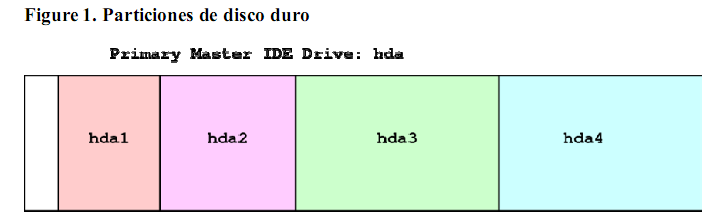 Figure 1. Particiones de disco duro
Primary Master IDE Drive: hda
hda1 hda2 hda3 hda4